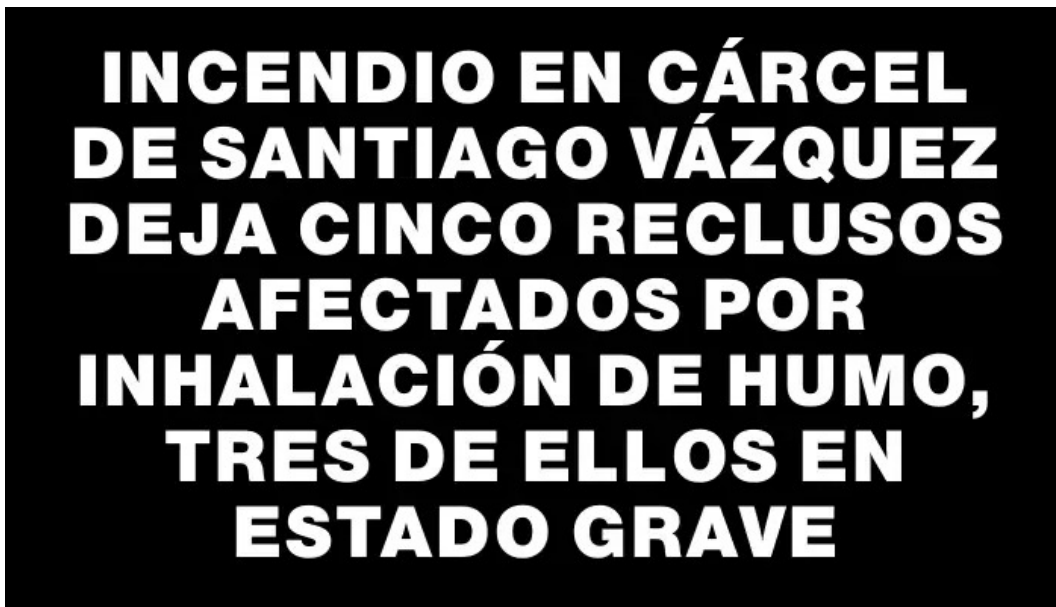 INCENDIO EN CÁRCEL
DE SANTIAGO VÁZQUEZ
DEJA CINCO RECLUSOS
AFECTADOS POR
INHALACIÓN DE HUMO,
TRES DE ELLOS EN
ESTADO GRAVE